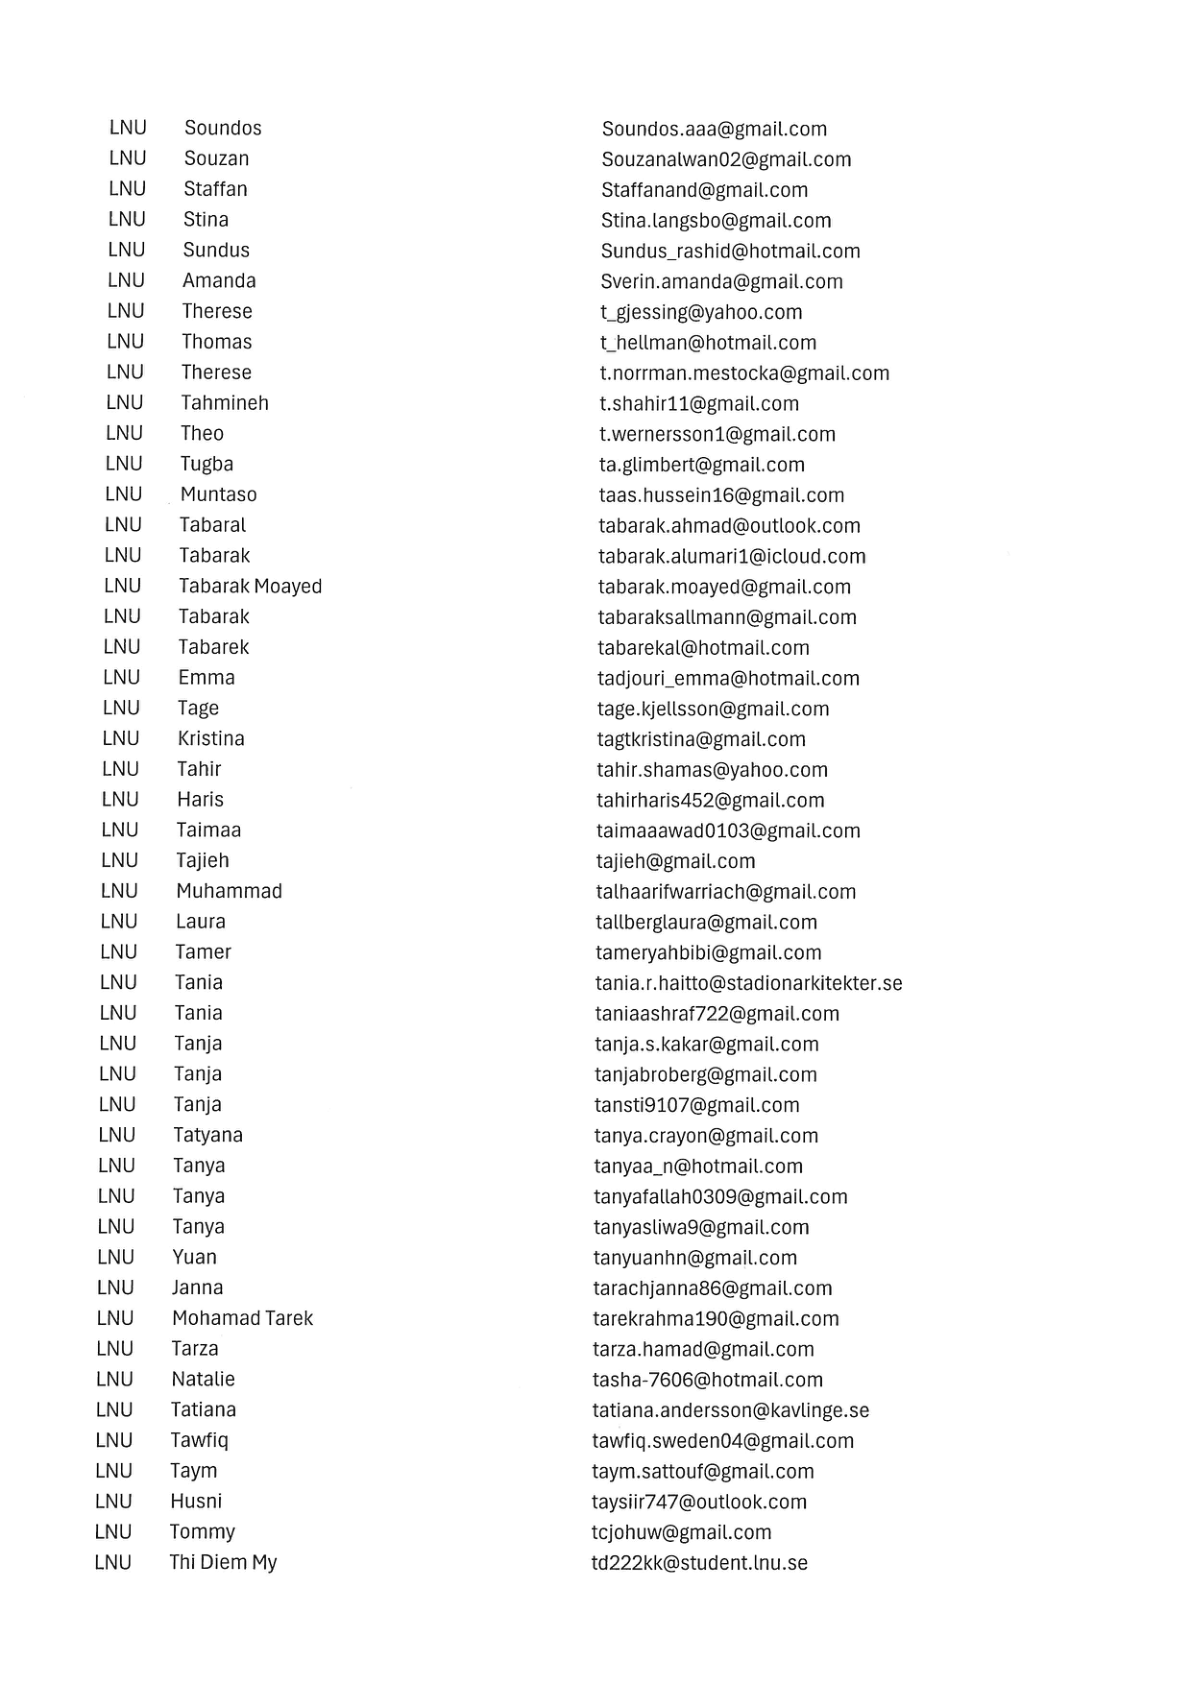 LNU Soundos Soundos.aaa@gmail.com
LNU Souzan Souzanalwan02@gmail.com
LNU Staffan Staffanand@gmail.com
LNU Stina Stina.langsbo@gmail.com
LNU Sundus Sundus_rashid@hotmail.com
LNU Amanda Sverin.amanda@gmail.com
LNU Therese t_gjessing@yahoo.com
LNU Thomas t_hellman@hotmail.com
LNU Therese t.norrman.mestocka@gmail.com
LNU Tahmineh t.shahir11@gmail.com
LNU Theo t.wernersson1@gmail.com
LNU Tugba ta.glimbert@gmail.com
LNU Muntaso taas.hussein16@gmail.com
LNU Tabaral tabarak.ahmad@outlook.com
LNU Tabarak tabarak.alumari1@icloud.com
LNU Tabarak Moayed tabarak.moayed@gmail.com
LNU Tabarak tabaraksallmann@gmail.com
LNU Tabarek tabarekal@hotmail.com
LNU Emma tadjouri_emma@hotmail.com
LNU Tage tage.kjellsson@gmail.com
LNU Kristina tagtkristina@gmail.com
LNU Tahir tahir.shamas@yahoo.com
LNU Haris tahirharis452@gmail.com
LNU Taimaa taimaaawad0103@gmail.com
LNU Tajieh tajieh@gmail.com
LNU Muhammad talhaarifwarriach@gmail.com
LNU Laura tallberglaura@gmail.com
LNU Tamer tameryahbibi@gmail.com
LNU Tania tania.r.haitto@stadionarkitekter.se
LNU Tania taniaashraf722@gmail.com
LNU Tanja tanja.s.kakar@gmail.com
LNU Tanja tanjabroberg@gmail.com
LNU Tanja tansti9107@gmail.com
LNU Tatyana tanya.crayon@gmail.com
LNU Tanya tanyaa_n@hotmail.com
LNU Tanya tanyafallah0309@gmail.com
LNU Tanya tanyasliwa9@gmail.com
LNU Yuan tanyuanhn@gmail.com
LNU Janna tarachjanna86@gmail.com
LNU Mohamad Tarek tarekrahma190@gmail.com
LNU Tarza tarza.hamad@gmail.com
LNU Natalie tasha-7606@hotmail.com
LNU Tatiana tatiana.andersson@kavlinge.se
LNU Tawfiq tawfiq.sweden04@gmail.com
LNU Taym taym.sattouf@gmail.com
LNU Husni taysiir747@outlook.com
LNU Tommy tcjohuw@gmail.com
LNU Thi Diem My td222kk@student.lnu.se